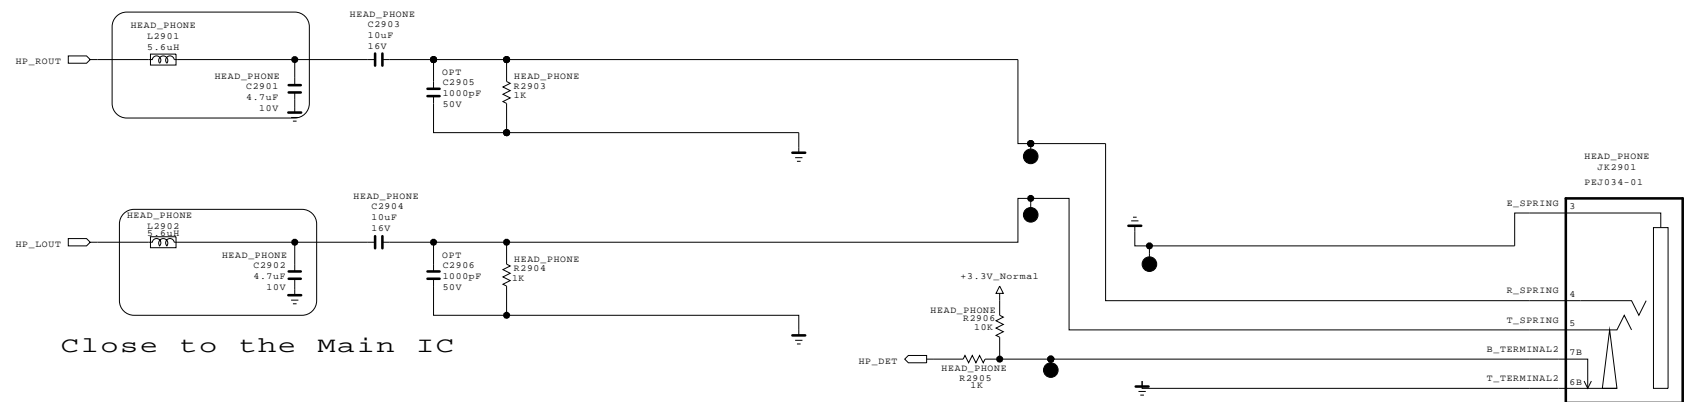 HEAD_PHONE
L2901
5.6uH
HP_ROUT
HEAD_PHONE
C2901
4.7uF
10V
HEAD_PHONE
C2903
10uF
16V
OPT
C2905
1000pF
50V
HEAD_PHONE
R2903
1K
HEAD_PHONE
L2902
5.6uH
HP_LOUT
HEAD_PHONE
C2902
4.7uF
10V
HEAD_PHONE
C2904
10uF
16V
OPT
C2906
1000pF
50V
HEAD_PHONE
R2904
1K
Close to the Main IC
+3.3V_Normal
HEAD_PHONE
R2906
10K
HP_DET
HEAD_PHONE
R2905
1K
HEAD_PHONE
JK2901
PEJ034-01
E_SPRING 3
R_SPRING 4
T_SPRING 5
B_TERMINAL2 7B
T_TERMINAL2 6B